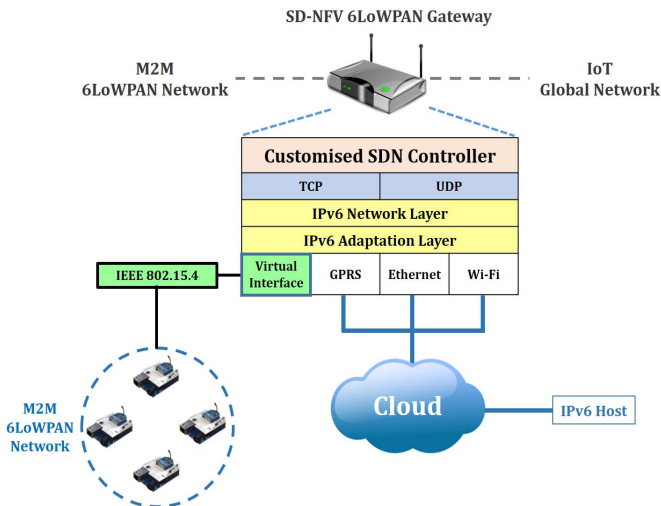 SD-NFV 6LoWPAN Gateway
M2M
6LoWPAN Network
IoT
Global Network
Customised SDN Controller
TCP
UDP
IPv6 Network Layer
IPv6 Adaptation Layer
IEEE 802.15.4
Virtual
Interface
GPRS
Ethernet
Wi-Fi
M2M
6LoWPAN
Network
Cloud
IPv6 Host